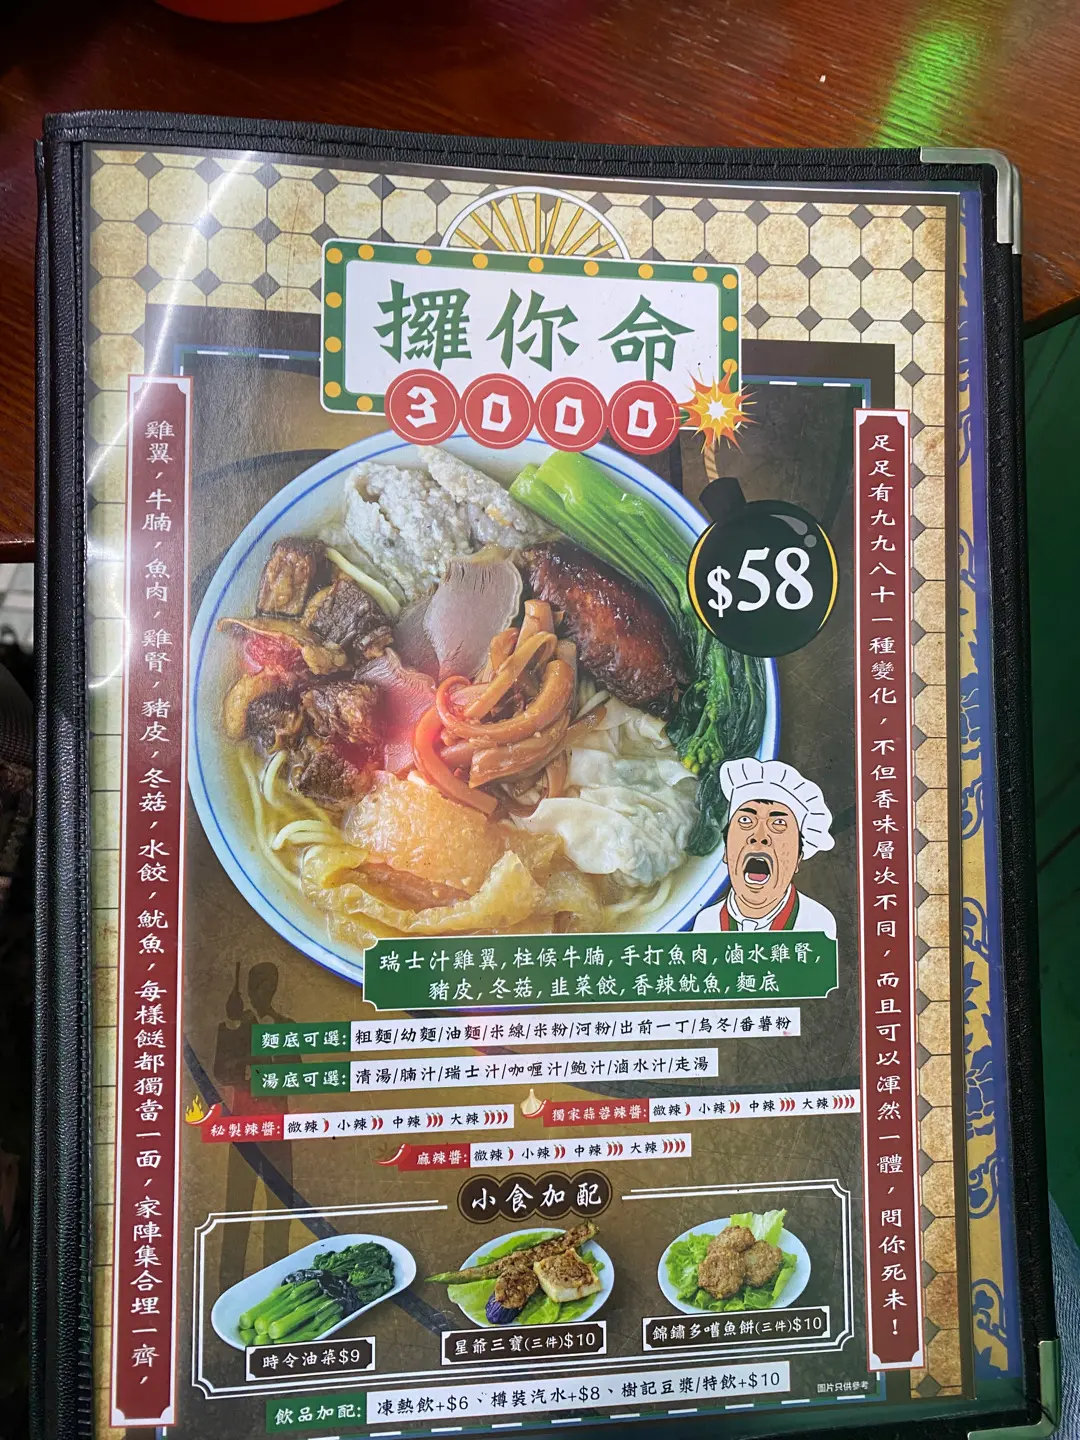 攞你命
3000
$58
雞翼，牛腩，魚肉，雞腎，豬皮，冬菇，水餃，魷魚，每樣餸都獨當一面，家陣集合埋一齊，
足足有九九八十一種變化，不但香味層次不同，而且可以渾然一體，問你死未！
瑞士汁雞翼，柱候牛腩，手打魚肉，滷水雞腎，
豬皮，冬菇，韭菜餃，香辣魷魚，麵底
麵底可選: 粗麵/幼麵/油麵/米線/米粉/河粉/出前一丁/烏冬/番薯粉
湯底可選: 清湯/腩汁/瑞士汁/咖喱汁/鮑汁/滷水汁/走湯
秘製辣醬: 微辣 小辣 中辣 大辣
獨家蒜蓉辣醬: 微辣 小辣 中辣 大辣
麻辣醬: 微辣 小辣 中辣 大辣
小食加配
時令油菜$9
星爺三寶(三件)$10
錦鏽多嘈魚餅(三件)$10
飲品加配: 凍熱飲+$6、樽裝汽水+$8、樹記豆漿/特飲+$10
圖片只供參考